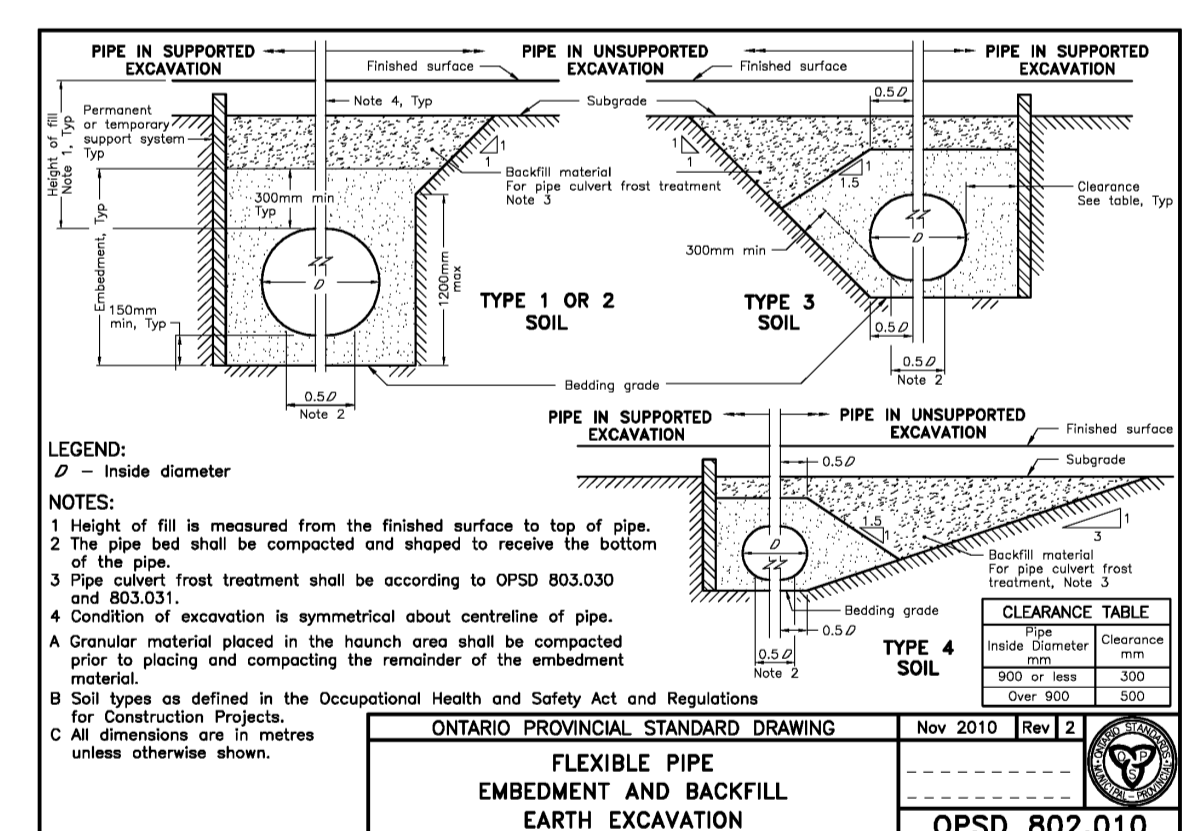 PIPE IN SUPPORTED
EXCAVATION
PIPE IN UNSUPPORTED
EXCAVATION
PIPE IN SUPPORTED
EXCAVATION
Finished surface
Finished surface
0.5D
Height of fill
Note 1, Typ
Permanent
or temporary
support system
Typ
Note 4, Typ
Subgrade
1
1
1
1
Backfill material
For pipe culvert frost treatment
Note 3
1
1.5
Clearance
See table, Typ
300mm min
Typ
Embedment, Typ
D
1200mm
max
300mm min
D
150mm
min, Typ
TYPE 1 OR 2
SOIL
TYPE 3
SOIL
0.5D
0.5D
Note 2
0.5D
Note 2
Bedding grade
PIPE IN SUPPORTED
EXCAVATION
PIPE IN UNSUPPORTED
EXCAVATION
Finished surface
0.5D
Subgrade
D
1.5
1
1
3
Backfill material
For pipe culvert frost
treatment, Note 3
Bedding grade
0.5D
0.5D
Note 2
TYPE 4
SOIL
LEGEND:
D – Inside diameter
NOTES:
1 Height of fill is measured from the finished surface to top of pipe.
2 The pipe bed shall be compacted and shaped to receive the bottom
of the pipe.
3 Pipe culvert frost treatment shall be according to OPSD 803.030
and 803.031.
4 Condition of excavation is symmetrical about centreline of pipe.
A Granular material placed in the haunch area shall be compacted
prior to placing and compacting the remainder of the embedment
material.
B Soil types as defined in the Occupational Health and Safety Act and Regulations
for Construction Projects.
C All dimensions are in metres
unless otherwise shown.
CLEARANCE TABLE
Pipe
Inside Diameter
mm
Clearance
mm
900 or less 300
Over 900 500
ONTARIO PROVINCIAL STANDARD DRAWING
Nov 2010 Rev 2
FLEXIBLE PIPE
EMBEDMENT AND BACKFILL
EARTH EXCAVATION
ONTARIO STANDARDS
OPS
MUNICIPAL – PROVINCIAL
OPSD 802.010